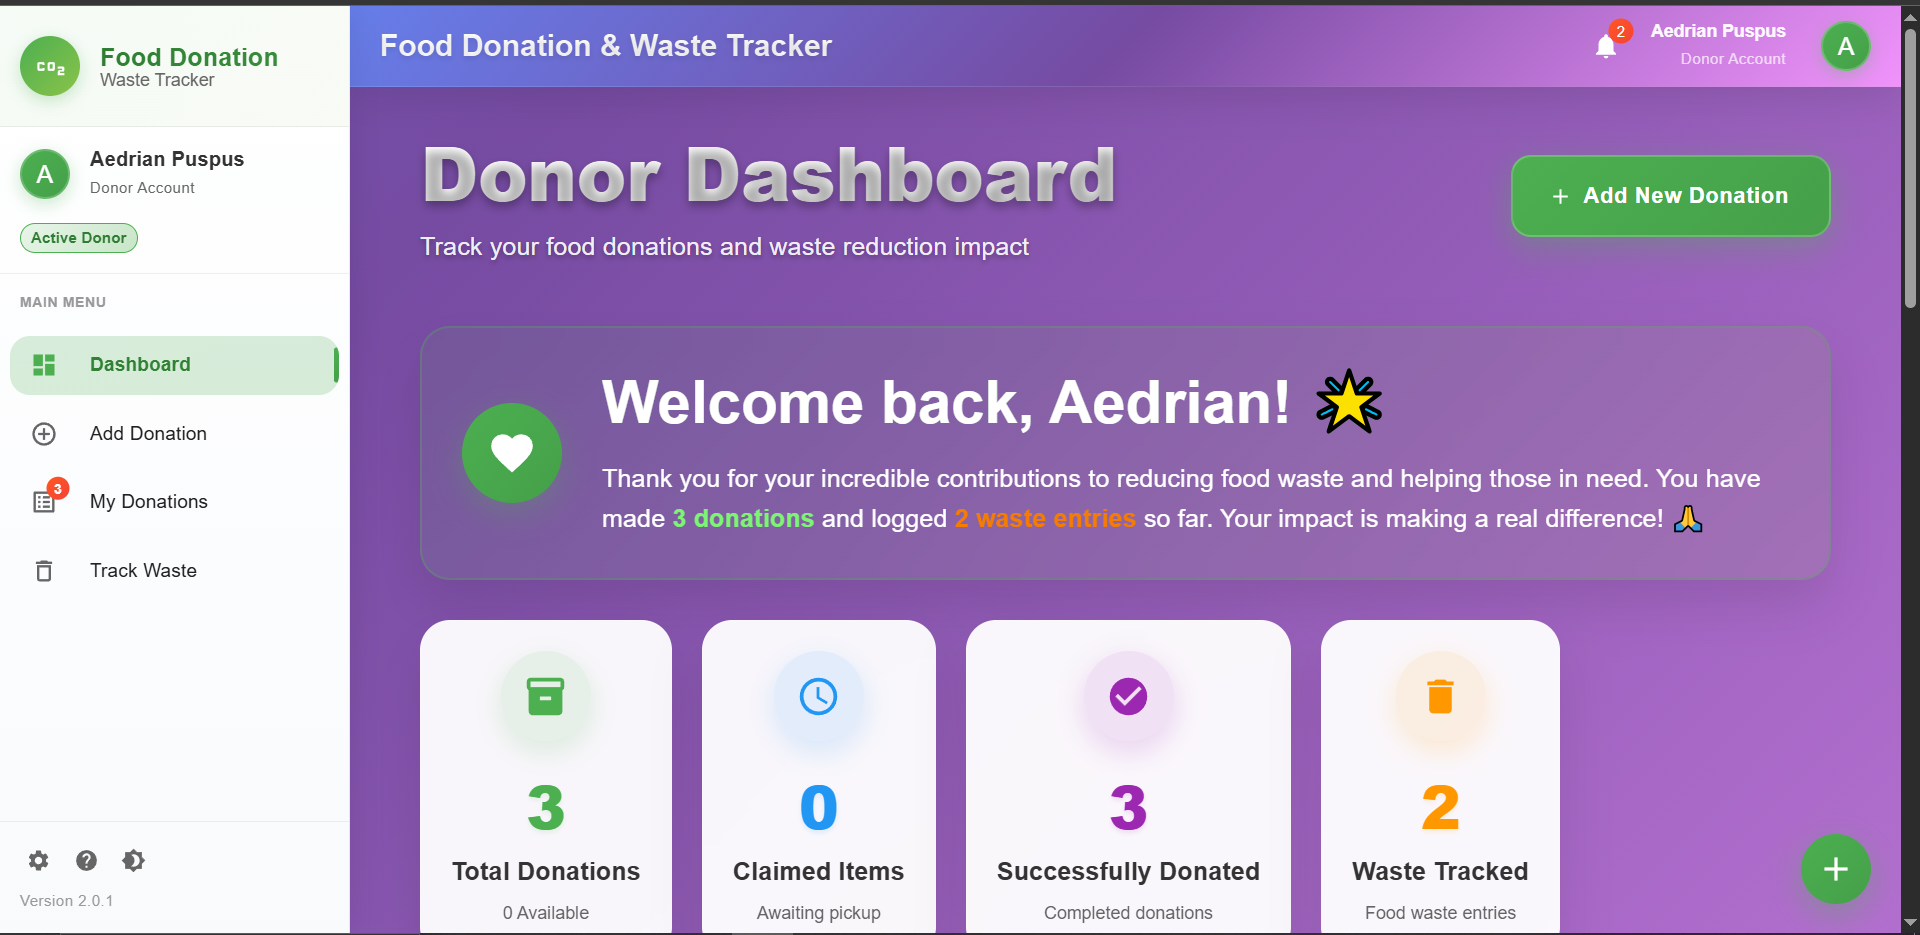 CO2
Food Donation
Waste Tracker
A
Aedrian Puspus
Donor Account
Active Donor
MAIN MENU
Dashboard
Add Donation
3
My Donations
Track Waste
Version 2.0.1
Food Donation & Waste Tracker
2
Aedrian Puspus
Donor Account
A
Donor Dashboard
Track your food donations and waste reduction impact
+ Add New Donation
Welcome back, Aedrian! 🌟
Thank you for your incredible contributions to reducing food waste and helping those in need. You have
made 3 donations and logged 2 waste entries so far. Your impact is making a real difference! 🙏
3
Total Donations
0 Available
0
Claimed Items
Awaiting pickup
3
Successfully Donated
Completed donations
2
Waste Tracked
Food waste entries